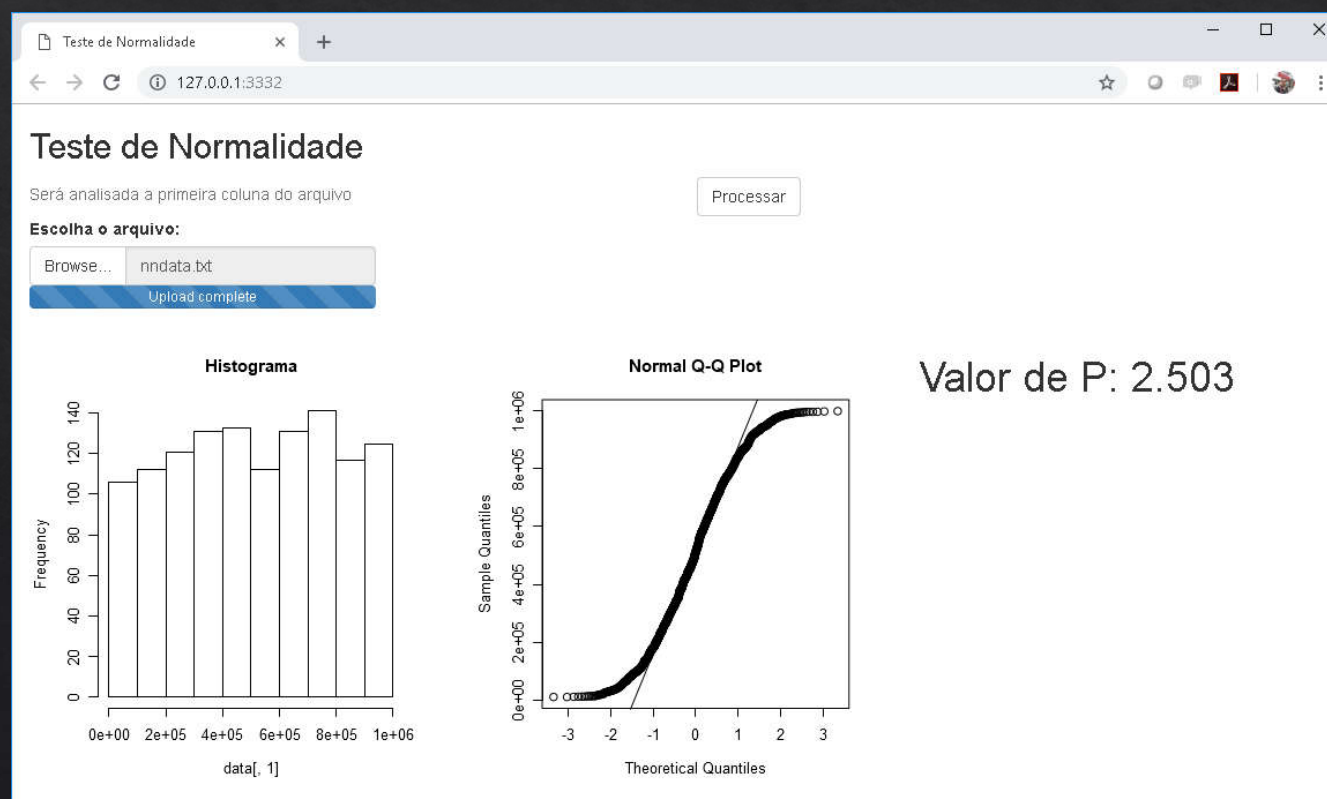 Teste de Normalidade
127.0.0.1:3332
Teste de Normalidade
Será analisada a primeira coluna do arquivo
Processar
Escolha o arquivo:
Browse... nndata.txt
Upload complete
Histograma
Frequency
140
120
100
80
60
40
20
0
0e+00 2e+05 4e+05 6e+05 8e+05 1e+06
data[, 1]
Normal Q-Q Plot
Sample Quantiles
1e+06
8e+05
6e+05
4e+05
2e+05
0e+00
-3 -2 -1 0 1 2 3
Theoretical Quantiles
Valor de P: 2.503